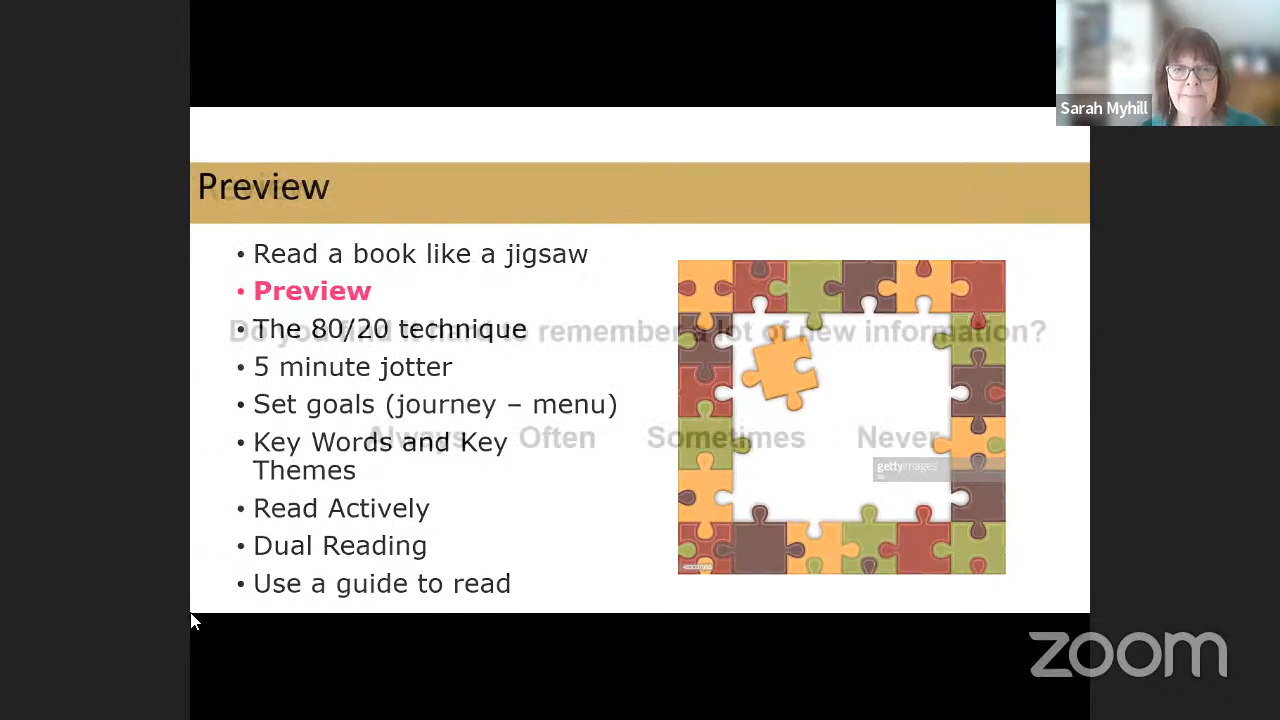 Sarah Myhill
Preview
• Read a book like a jigsaw
• Preview
• The 80/20 technique
Do you find it hard to remember a lot of new information?
• 5 minute jotter
• Set goals (journey – menu)
Always Often Sometimes Never
• Key Words and Key
Themes
gettyimages
• Read Actively
• Dual Reading
• Use a guide to read
zoom